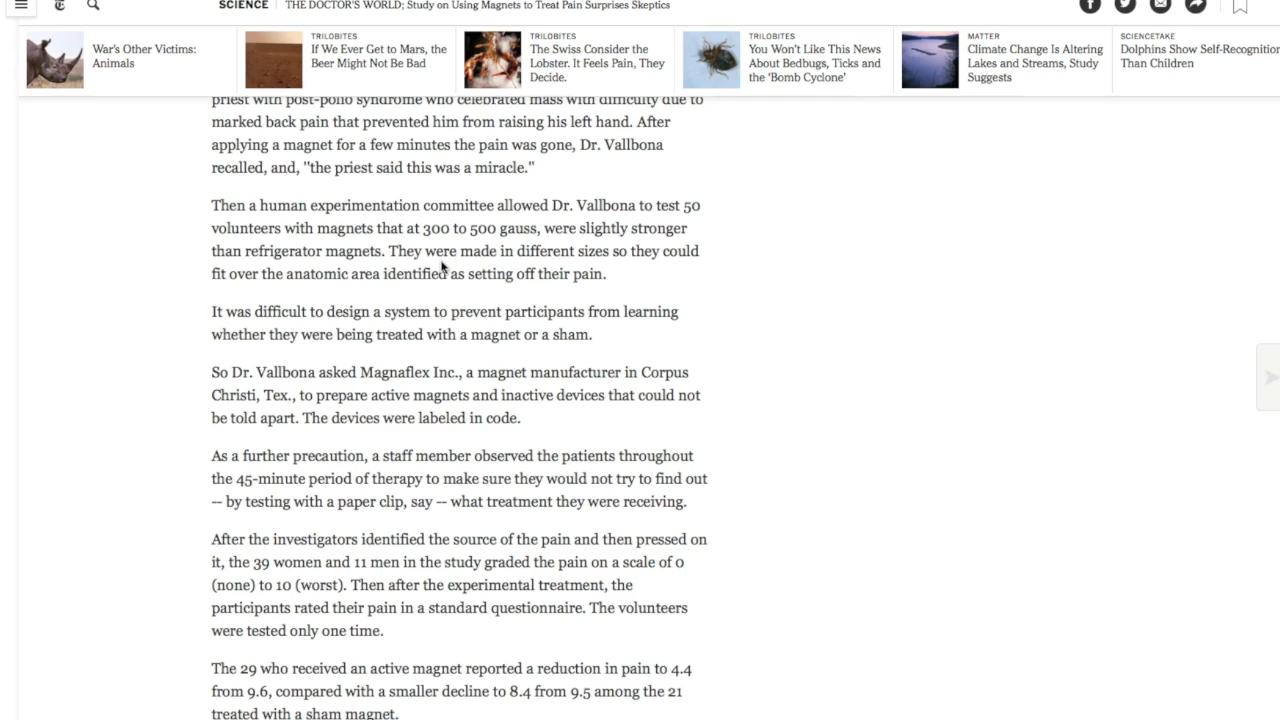 SCIENCE | THE DOCTOR'S WORLD; Study on Using Magnets to Treat Pain Surprises Skeptics
War's Other Victims:
Animals
TRILOBITES
If We Ever Get to Mars, the
Beer Might Not Be Bad
TRILOBITES
The Swiss Consider the
Lobster. It Feels Pain, They
Decide.
TRILOBITES
You Won't Like This News
About Bedbugs, Ticks and
the 'Bomb Cyclone'
MATTER
Climate Change Is Altering
Lakes and Streams, Study
Suggests
SCIENCETAKE
Dolphins Show Self-Recognition
Than Children
priest with post-polio syndrome who celebrated mass with difficulty due to
marked back pain that prevented him from raising his left hand. After
applying a magnet for a few minutes the pain was gone, Dr. Vallbona
recalled, and, ''the priest said this was a miracle.''
Then a human experimentation committee allowed Dr. Vallbona to test 50
volunteers with magnets that at 300 to 500 gauss, were slightly stronger
than refrigerator magnets. They were made in different sizes so they could
fit over the anatomic area identified as setting off their pain.
It was difficult to design a system to prevent participants from learning
whether they were being treated with a magnet or a sham.
So Dr. Vallbona asked Magnaflex Inc., a magnet manufacturer in Corpus
Christi, Tex., to prepare active magnets and inactive devices that could not
be told apart. The devices were labeled in code.
As a further precaution, a staff member observed the patients throughout
the 45-minute period of therapy to make sure they would not try to find out
-- by testing with a paper clip, say -- what treatment they were receiving.
After the investigators identified the source of the pain and then pressed on
it, the 39 women and 11 men in the study graded the pain on a scale of 0
(none) to 10 (worst). Then after the experimental treatment, the
participants rated their pain in a standard questionnaire. The volunteers
were tested only one time.
The 29 who received an active magnet reported a reduction in pain to 4.4
from 9.6, compared with a smaller decline to 8.4 from 9.5 among the 21
treated with a sham magnet.